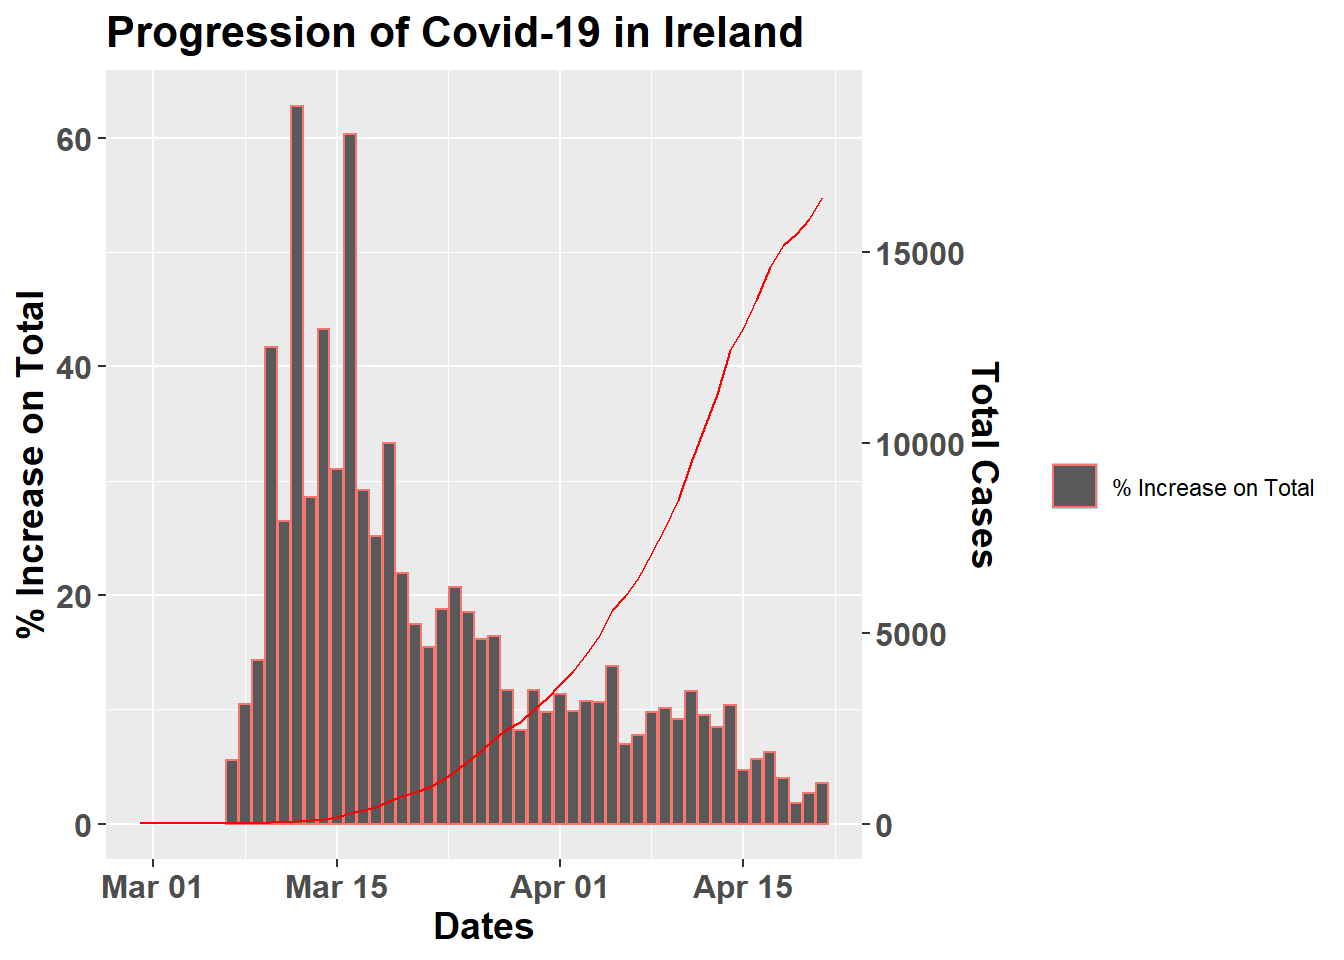 Progression of Covid-19 in Ireland
% Increase on Total
60
40
20
0
15000
10000
5000
0
Total Cases
% Increase on Total
Mar 01
Mar 15
Apr 01
Apr 15
Dates